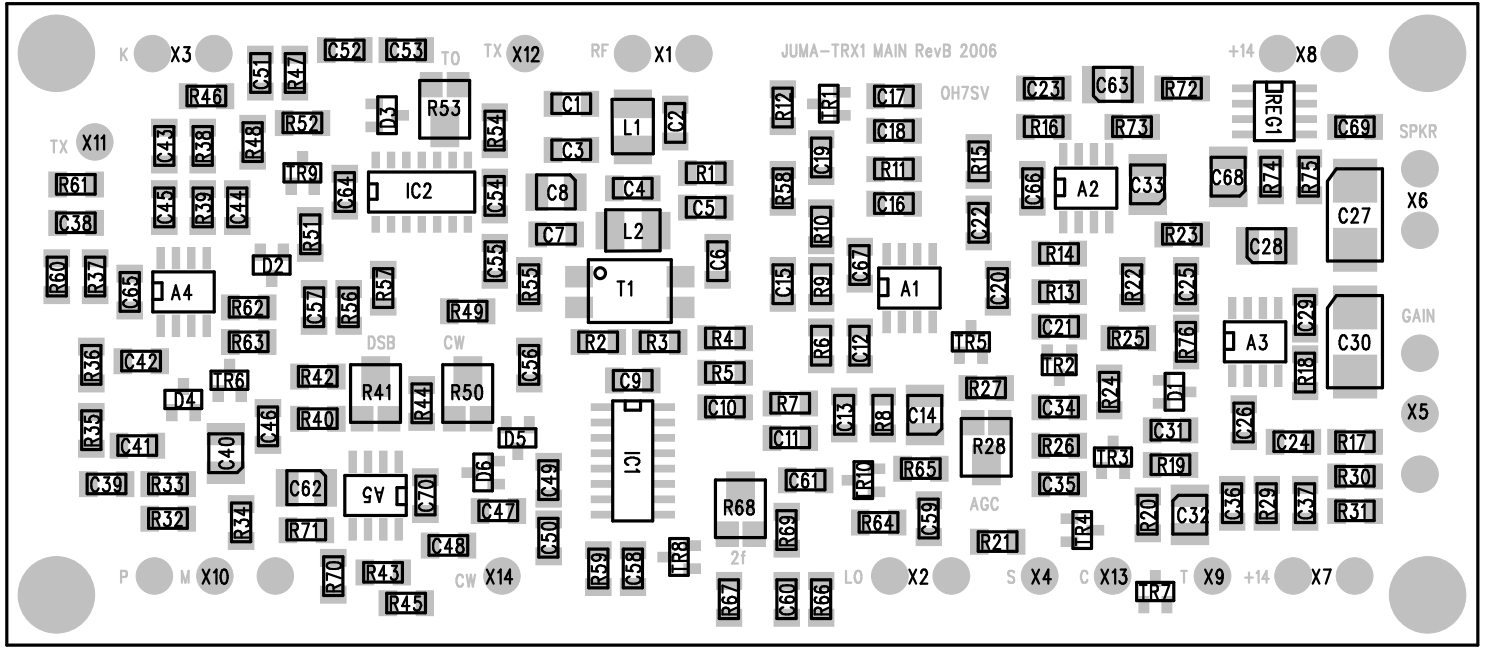 K X3
C52 C53
TO
TX X12
RF X1
JUMA-TRX1 MAIN RevB 2006
+14 X8
C51 R47
R46
R53
D3
C1
L1
C2
R12
TR1
C17
OH7SV
C23
C63
R72
REG1
TX X11
C43 R38 R48
R52
R54
C18
R16
R73
C69
SPKR
C3
C19
R11
R15
R61
TR9
C64
IC2
C54
C8
C4
R1
R58
C16
C66
A2
C33
C68
R74 R75
C27
X6
C38
C45 R39 C44
R51
C7
L2
C5
R10
C22
R23
C28
R60 R37
C65
A4
D2
R57
C55 R55
T1
C6
C15
R9
C67
A1
C20
R14
R13
R22
C25
R62
C57 R56
R49
R63
DSB
CW
R2 R3
R4
R6 C12
TR5
C21
R25
R76
A3
C29
C30
GAIN
R36
C42
TR6
R42
R41
R44
R50
C56
C9
R5
TR2
R24
D1
R18
D4
R40
C10
R7
C13 R8
C14
R27
C34
C31
C26
X5
R35
C41
C46
C40
D5
C11
R28
R26
TR3
R19
C24
R17
C39 R33
C62
A5
C70
D6
C49
IC1
C61
TR10
R65
C35
R30
R32
R34
R71
C47
R68
R69
R64
C59
AGC
R20
C32
C36 R29 C37
R31
C48
C50
2f
R21
TR4
P M X10
R70
R43
CW X14
R59 C58
TR8
LO X2
S X4
C X13
T X9
+14 X7
R45
R67
C60 R66
TR7